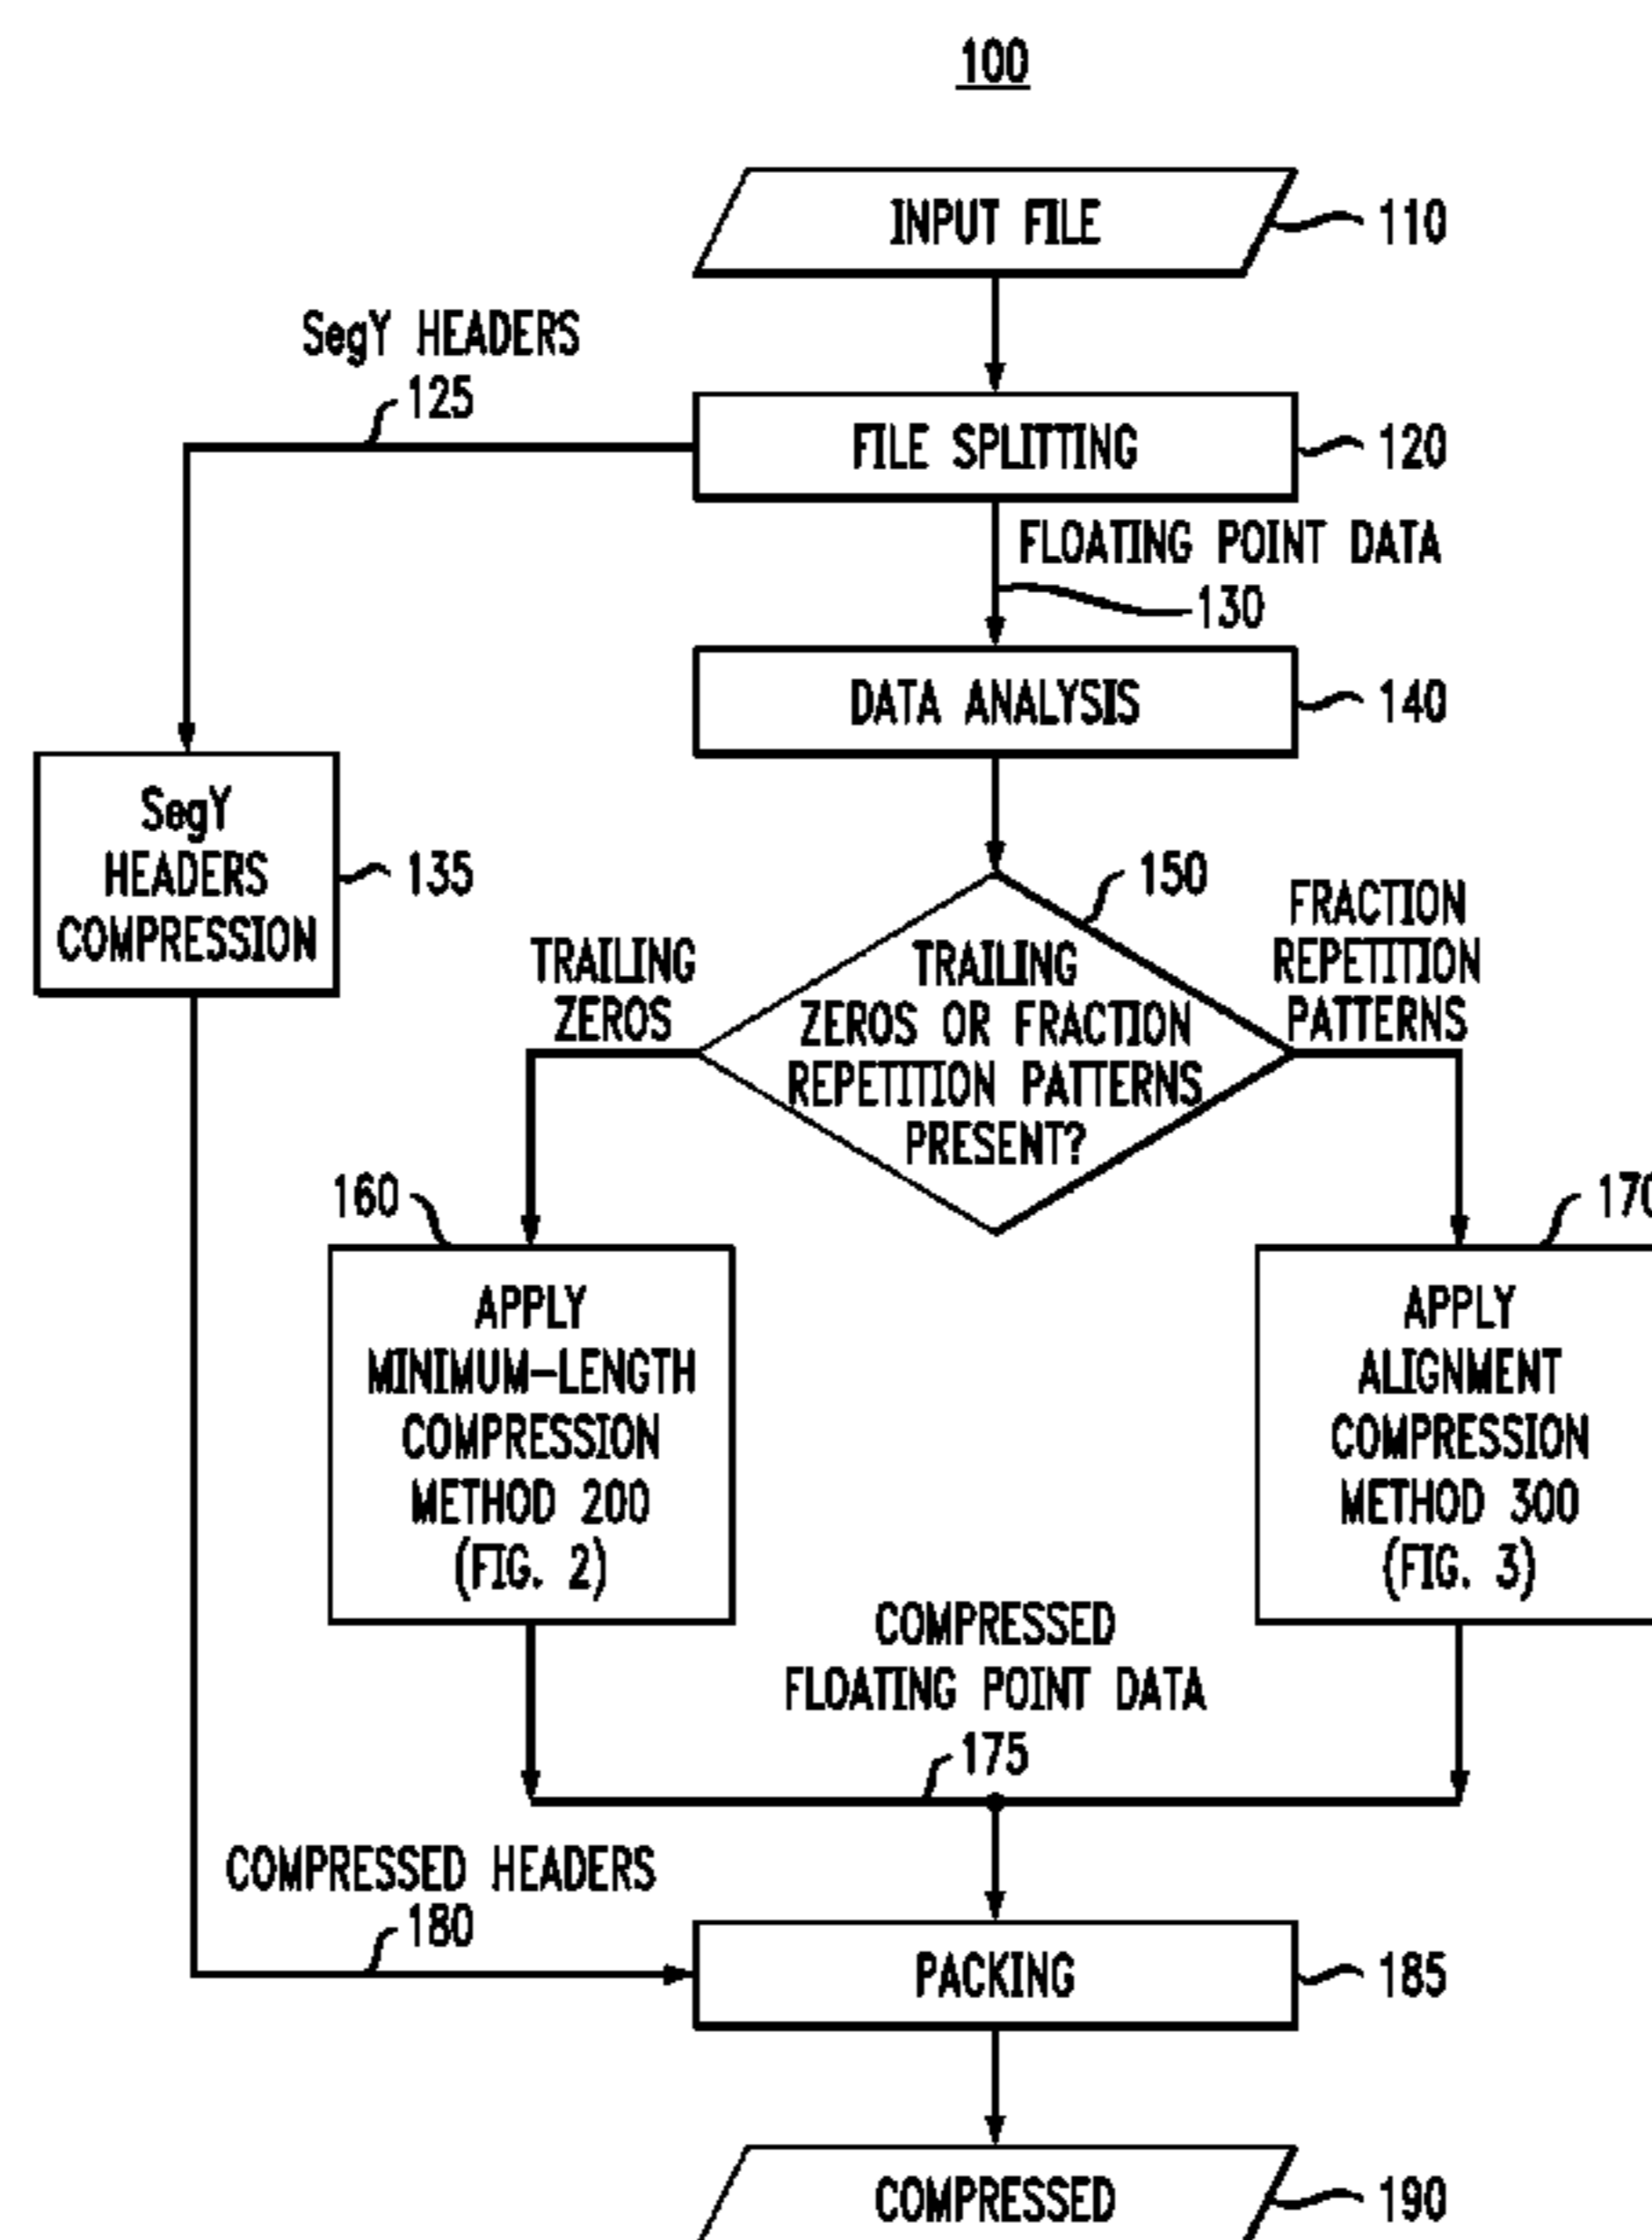 100
INPUT FILE
110
SegY HEADERS
125
FILE SPLITTING
120
FLOATING POINT DATA
130
DATA ANALYSIS
140
SegY
HEADERS
COMPRESSION
135
150
TRAILING
ZEROS
TRAILING
ZEROS OR FRACTION
REPETITION PATTERNS
PRESENT?
FRACTION
REPETITION
PATTERNS
160
APPLY
MINIMUM-LENGTH
COMPRESSION
METHOD 200
(FIG. 2)
170
APPLY
ALIGNMENT
COMPRESSION
METHOD 300
(FIG. 3)
COMPRESSED
FLOATING POINT DATA
175
COMPRESSED HEADERS
180
PACKING
185
COMPRESSED
190